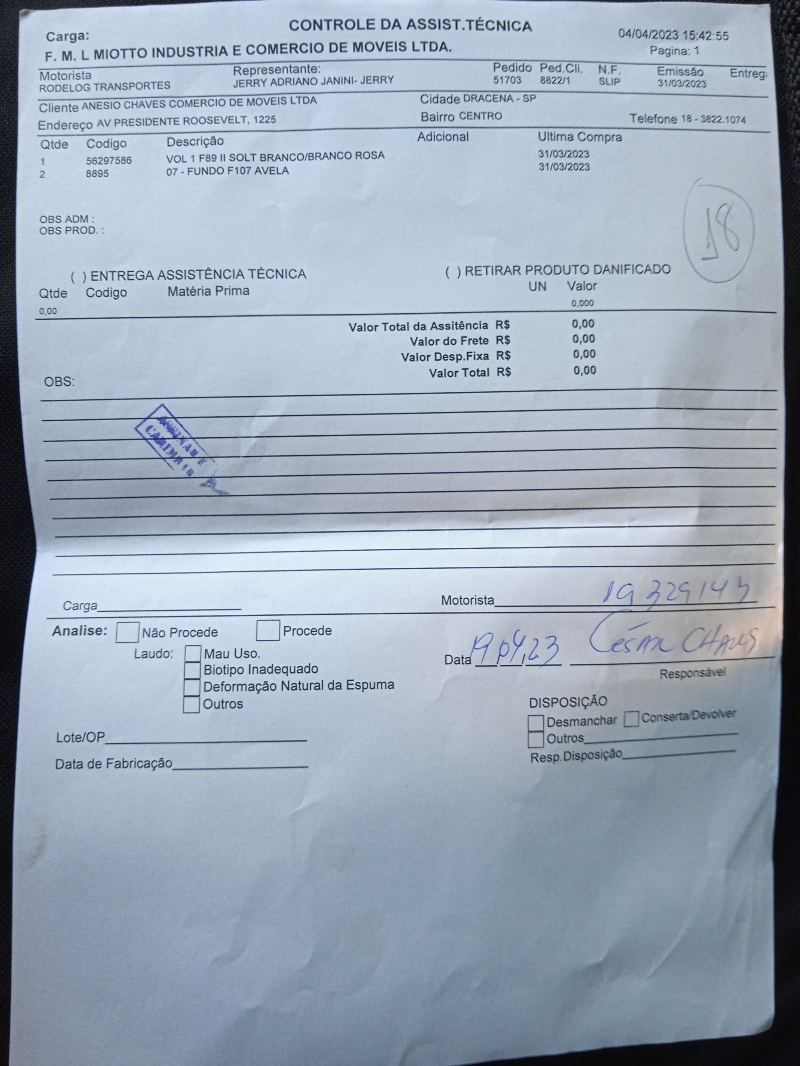 CONTROLE DA ASSIST.TÉCNICA
Carga: 04/04/2023 15:42:55
F. M. L MIOTTO INDUSTRIA E COMERCIO DE MOVEIS LTDA. Pagina: 1
Motorista Representante: Pedido Ped.Cli. N.F. Emissão Entreg
RODELOG TRANSPORTES JERRY ADRIANO JANINI- JERRY 51703 8822/1 SLIP 31/03/2023
Cliente ANESIO CHAVES COMERCIO DE MOVEIS LTDA Cidade DRACENA - SP
Endereço AV PRESIDENTE ROOSEVELT, 1225 Bairro CENTRO Telefone 18 - 3822.1074
Qtde Codigo Descrição Adicional Ultima Compra
1 56297586 VOL 1 F89 II SOLT BRANCO/BRANCO ROSA 31/03/2023
2 8895 07 - FUNDO F107 AVELA 31/03/2023
OBS ADM :
OBS PROD. :
18
( ) ENTREGA ASSISTÊNCIA TÉCNICA ( ) RETIRAR PRODUTO DANIFICADO
Qtde Codigo Matéria Prima UN Valor
0,00 0,000
Valor Total da Assitência R$ 0,00
Valor do Frete R$ 0,00
Valor Desp.Fixa R$ 0,00
Valor Total R$ 0,00
OBS:
ASSINAR E
Carga Motorista 19329143
Analise: Não Procede Procede
Laudo: Mau Uso.
Biotipo Inadequado
Deformação Natural da Espuma
Outros
Data 19,04,23 César Chaves
Responsável
DISPOSIÇÃO
Desmanchar Conserta/Devolver
Outros
Resp.Disposição
Lote/OP
Data de Fabricação